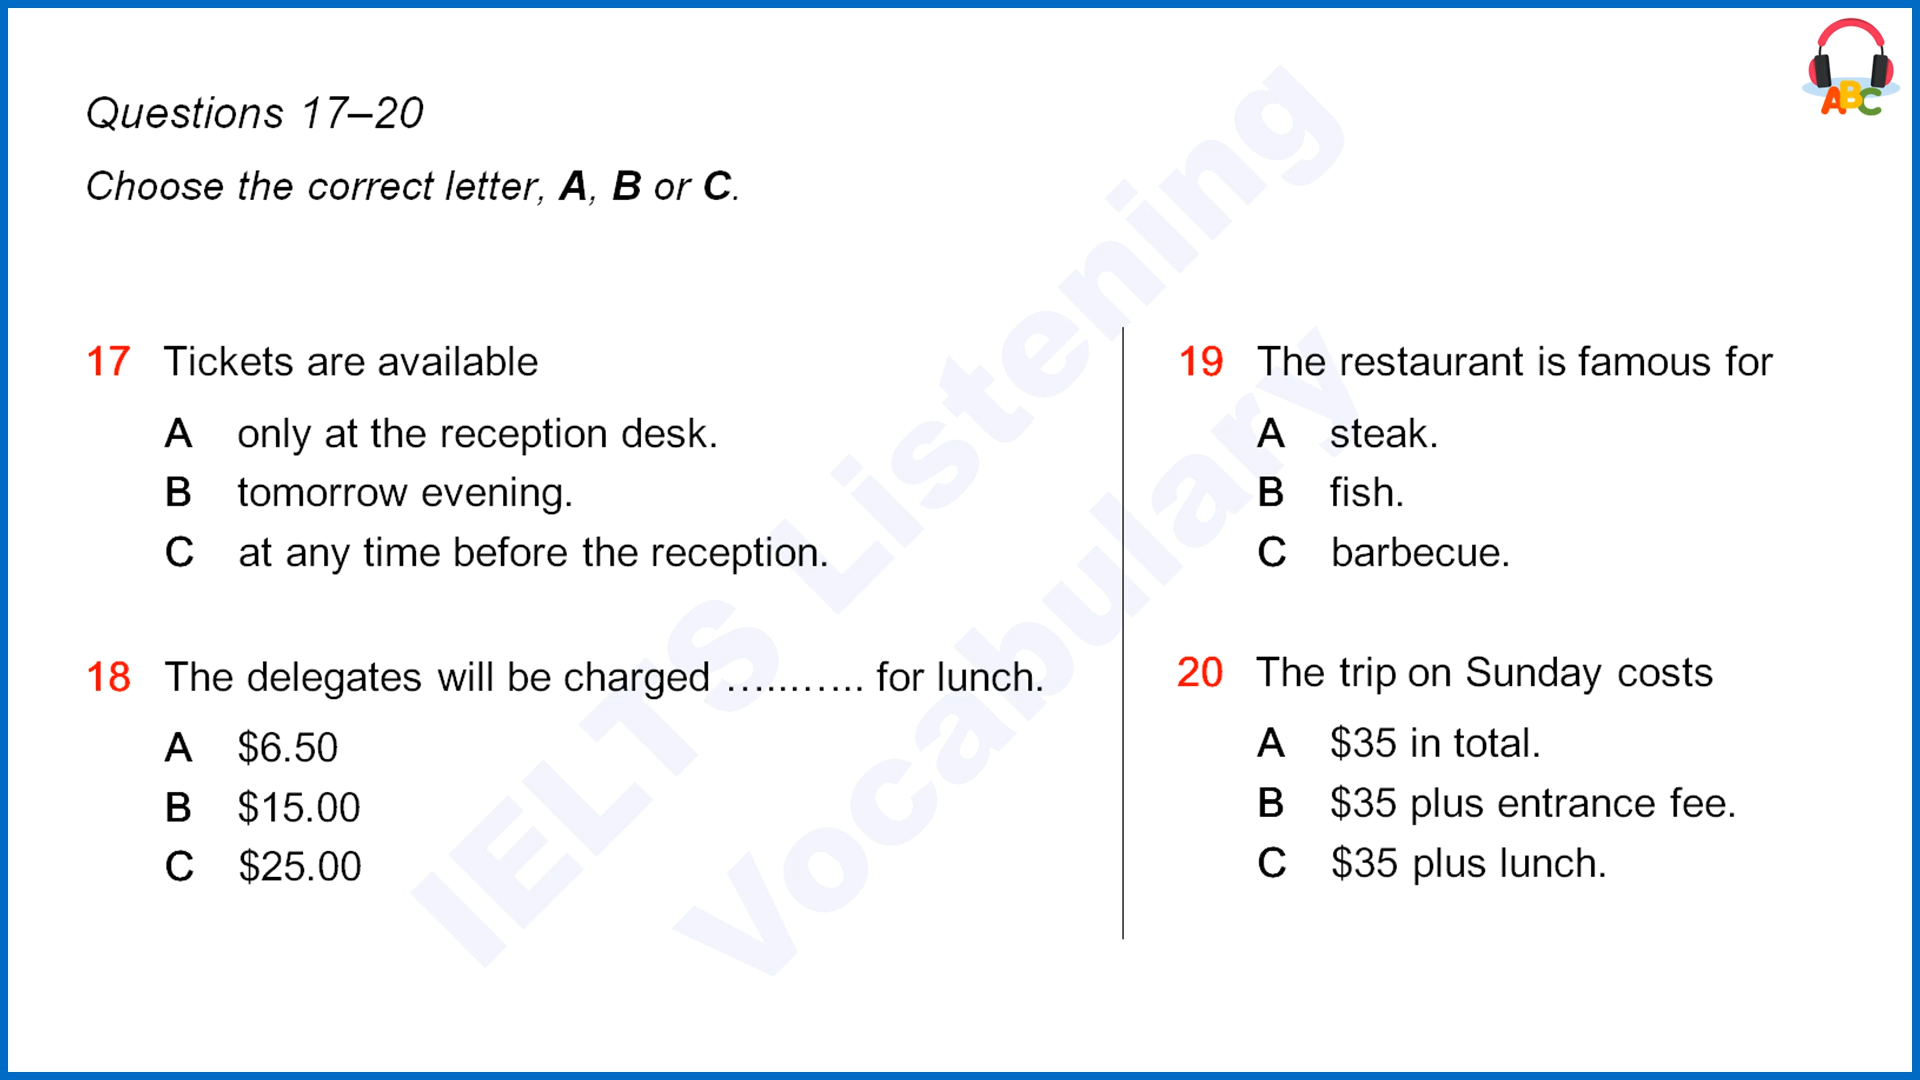 ABC
Questions 17–20
Choose the correct letter, A, B or C.
17 Tickets are available
A only at the reception desk.
B tomorrow evening.
C at any time before the reception.
18 The delegates will be charged ………… for lunch.
A $6.50
B $15.00
C $25.00
19 The restaurant is famous for
A steak.
B fish.
C barbecue.
20 The trip on Sunday costs
A $35 in total.
B $35 plus entrance fee.
C $35 plus lunch.
IELTS Listening
Vocabulary